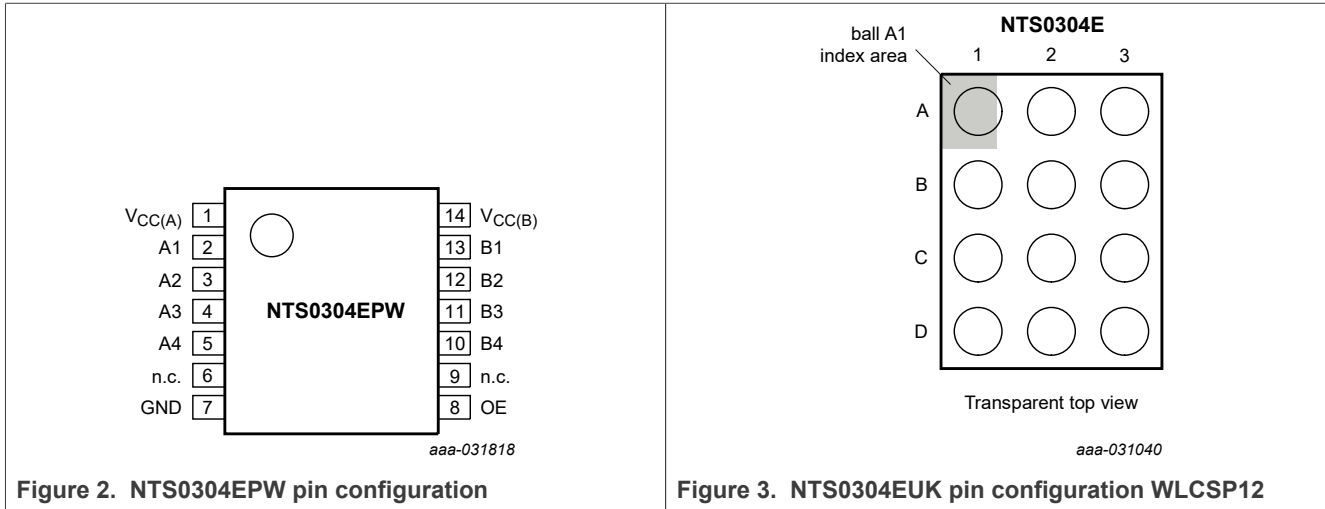 V CC(A) 1
A1 2
A2 3
A3 4
A4 5
n.c. 6
GND 7
NTS0304EPW
14 V CC(B)
13 B1
12 B2
11 B3
10 B4
9 n.c.
8 OE
aaa-031818
Figure 2. NTS0304EPW pin configuration
NTS0304E
ball A1
index area
1 2 3
A
B
C
D
Transparent top view
aaa-031040
Figure 3. NTS0304EUK pin configuration WLCSP12